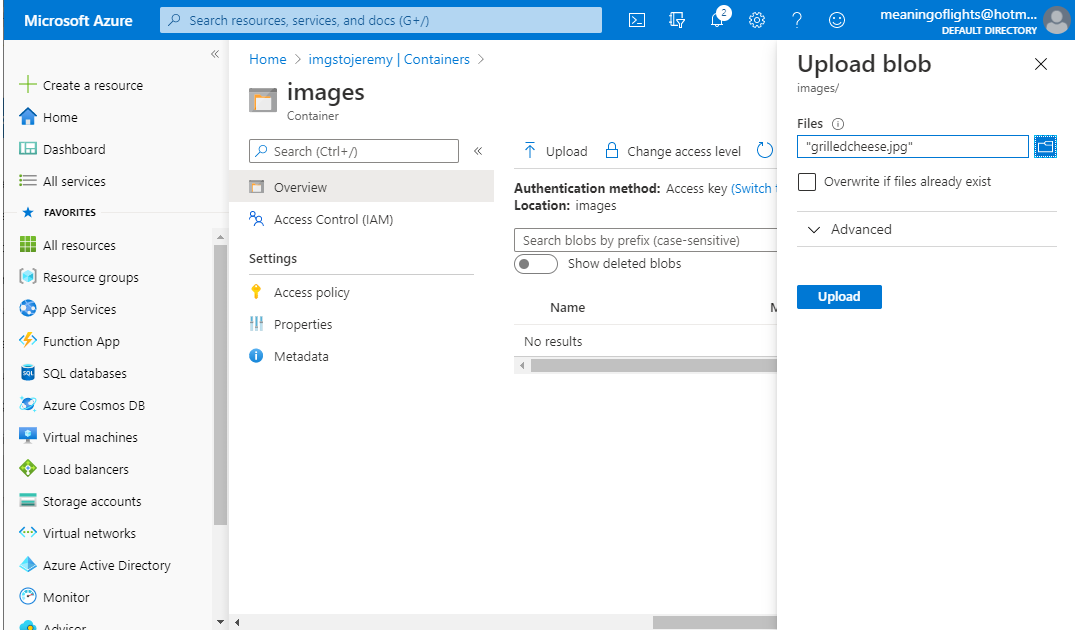 Microsoft Azure
Search resources, services, and docs (G+/)
2
meaningoflights@hotm...
DEFAULT DIRECTORY
«
Create a resource
Home
Dashboard
All services
FAVORITES
All resources
Resource groups
App Services
Function App
SQL databases
Azure Cosmos DB
Virtual machines
Load balancers
Storage accounts
Virtual networks
Azure Active Directory
Monitor
Advisor
Home > imgstojeremy | Containers >
images
Container
Search (Ctrl+/)
«
Overview
Access Control (IAM)
Settings
Access policy
Properties
Metadata
Upload
Change access level
Authentication method: Access key (Switch t
Location: images
Search blobs by prefix (case-sensitive)
Show deleted blobs
Name
M
No results
Upload blob
images/
Files
"grilledcheese.jpg"
Overwrite if files already exist
Advanced
Upload